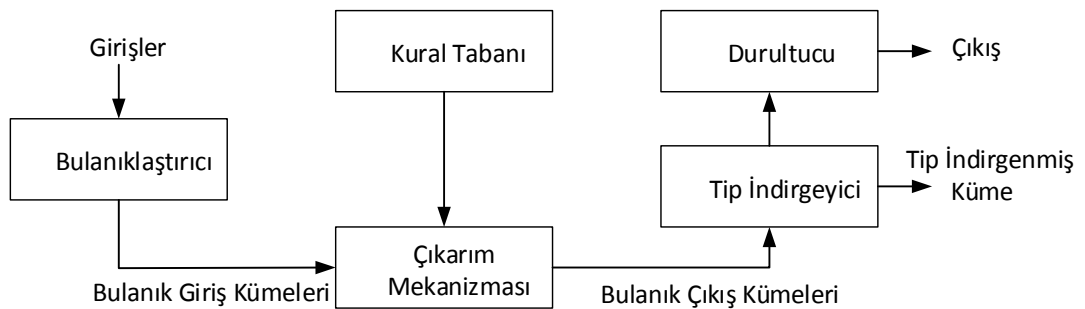 Girişler
Kural Tabanı
Durultucu
Çıkış
Bulanıklaştırıcı
Tip İndirgeyici
Tip İndirgenmiş
Küme
Çıkarım
Mekanizması
Bulanık Giriş Kümeleri
Bulanık Çıkış Kümeleri